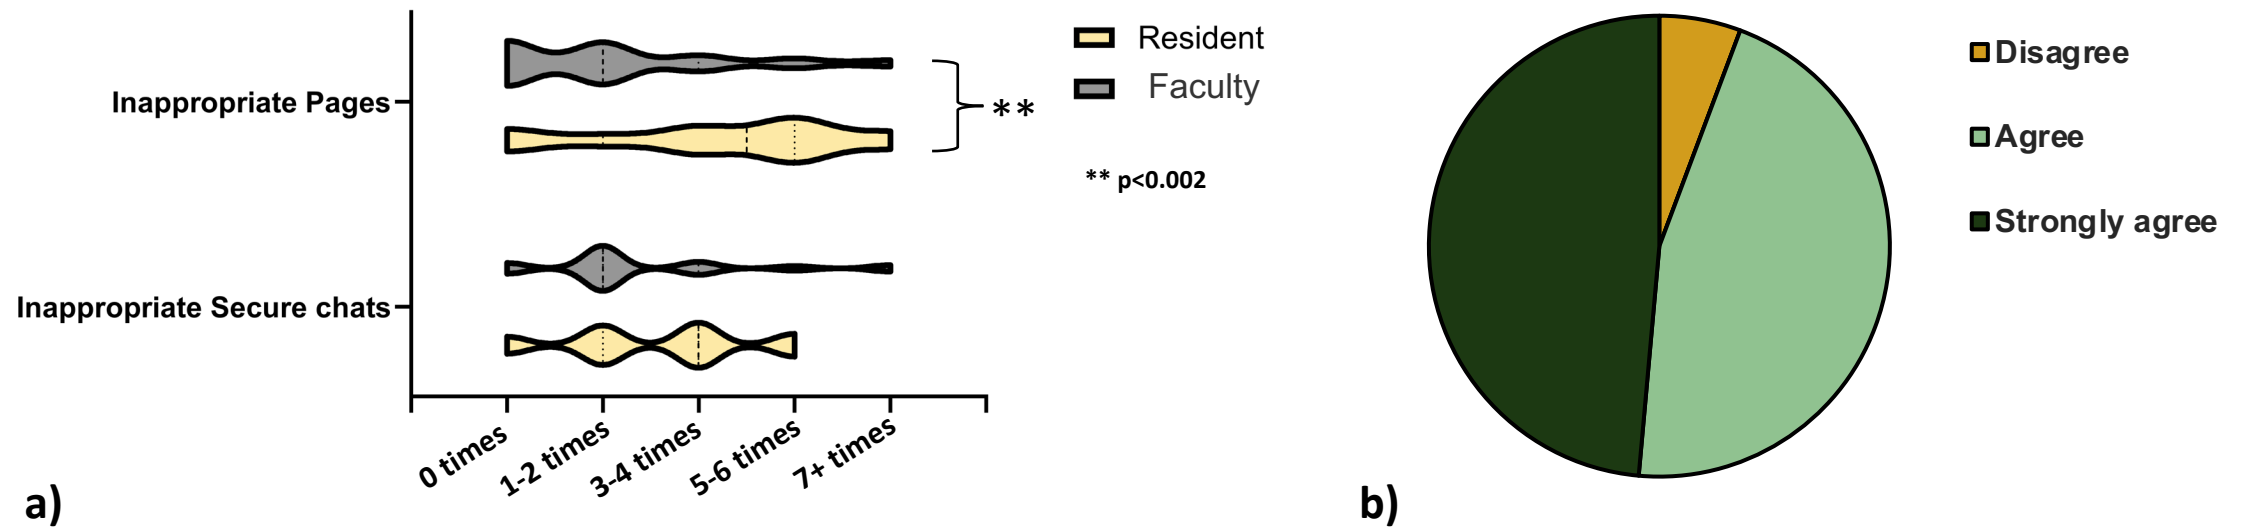 Inappropriate Pages
Inappropriate Secure chats
0 times
1-2 times
3-4 times
5-6 times
7+ times
**
Resident
Faculty
** p<0.002
a)
Disagree
Agree
Strongly agree
b)